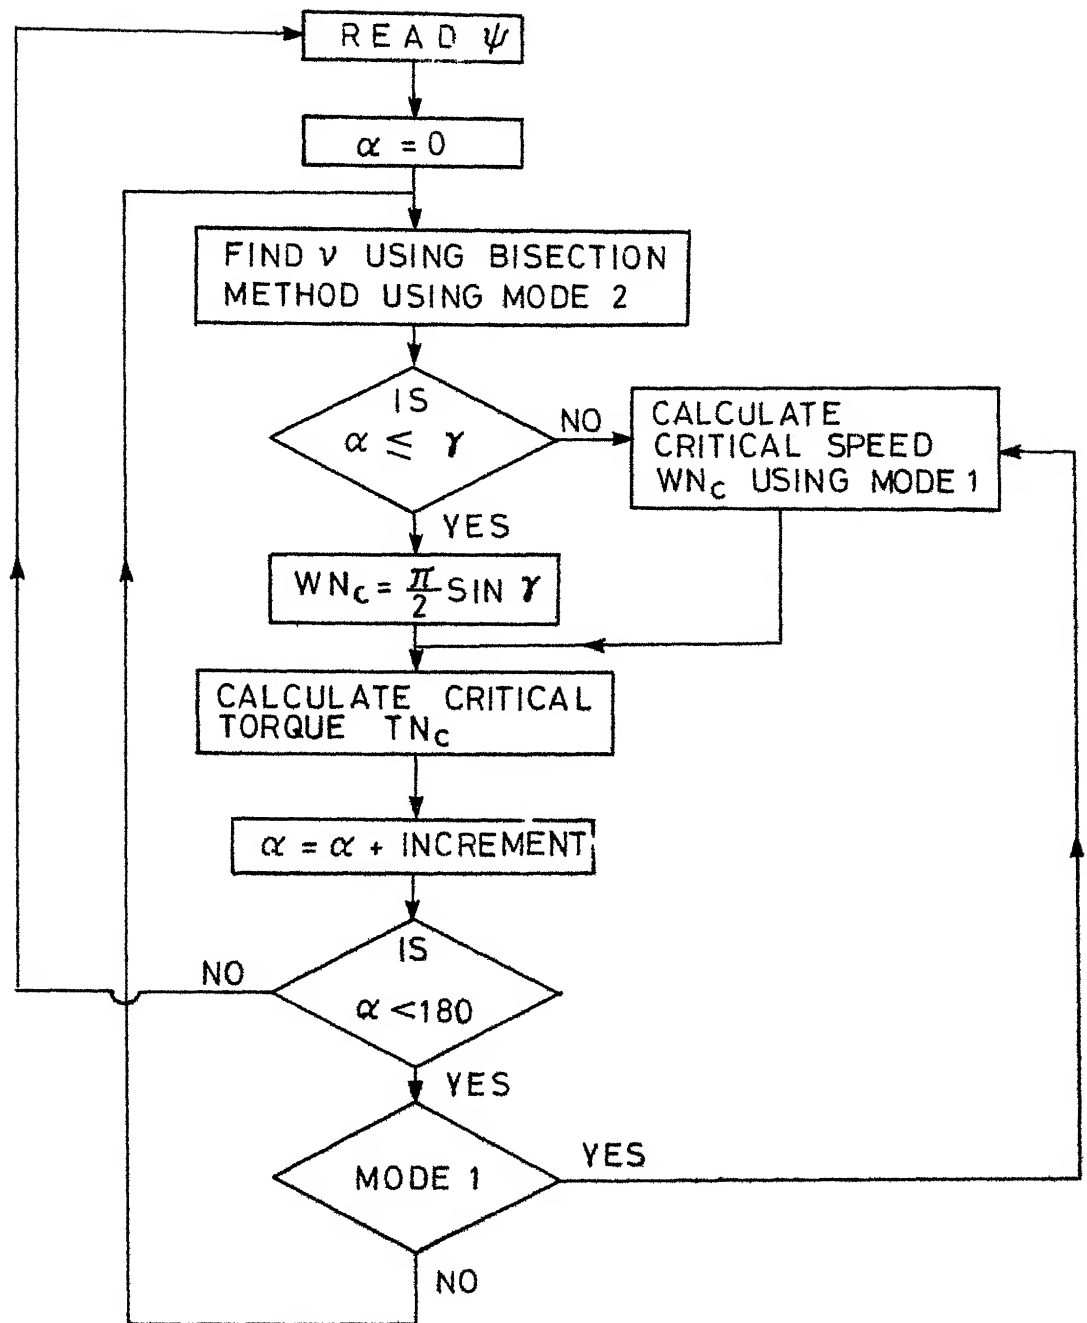 READ ψ
α = 0
FIND ν USING BISECTION
METHOD USING MODE 2
IS
α ≤ γ
NO
YES
CALCULATE
CRITICAL SPEED
WNc USING MODE 1
WNc = π/2 SIN γ
CALCULATE CRITICAL
TORQUE TNc
α = α + INCREMENT
IS
α < 180
NO
YES
MODE 1
YES
NO